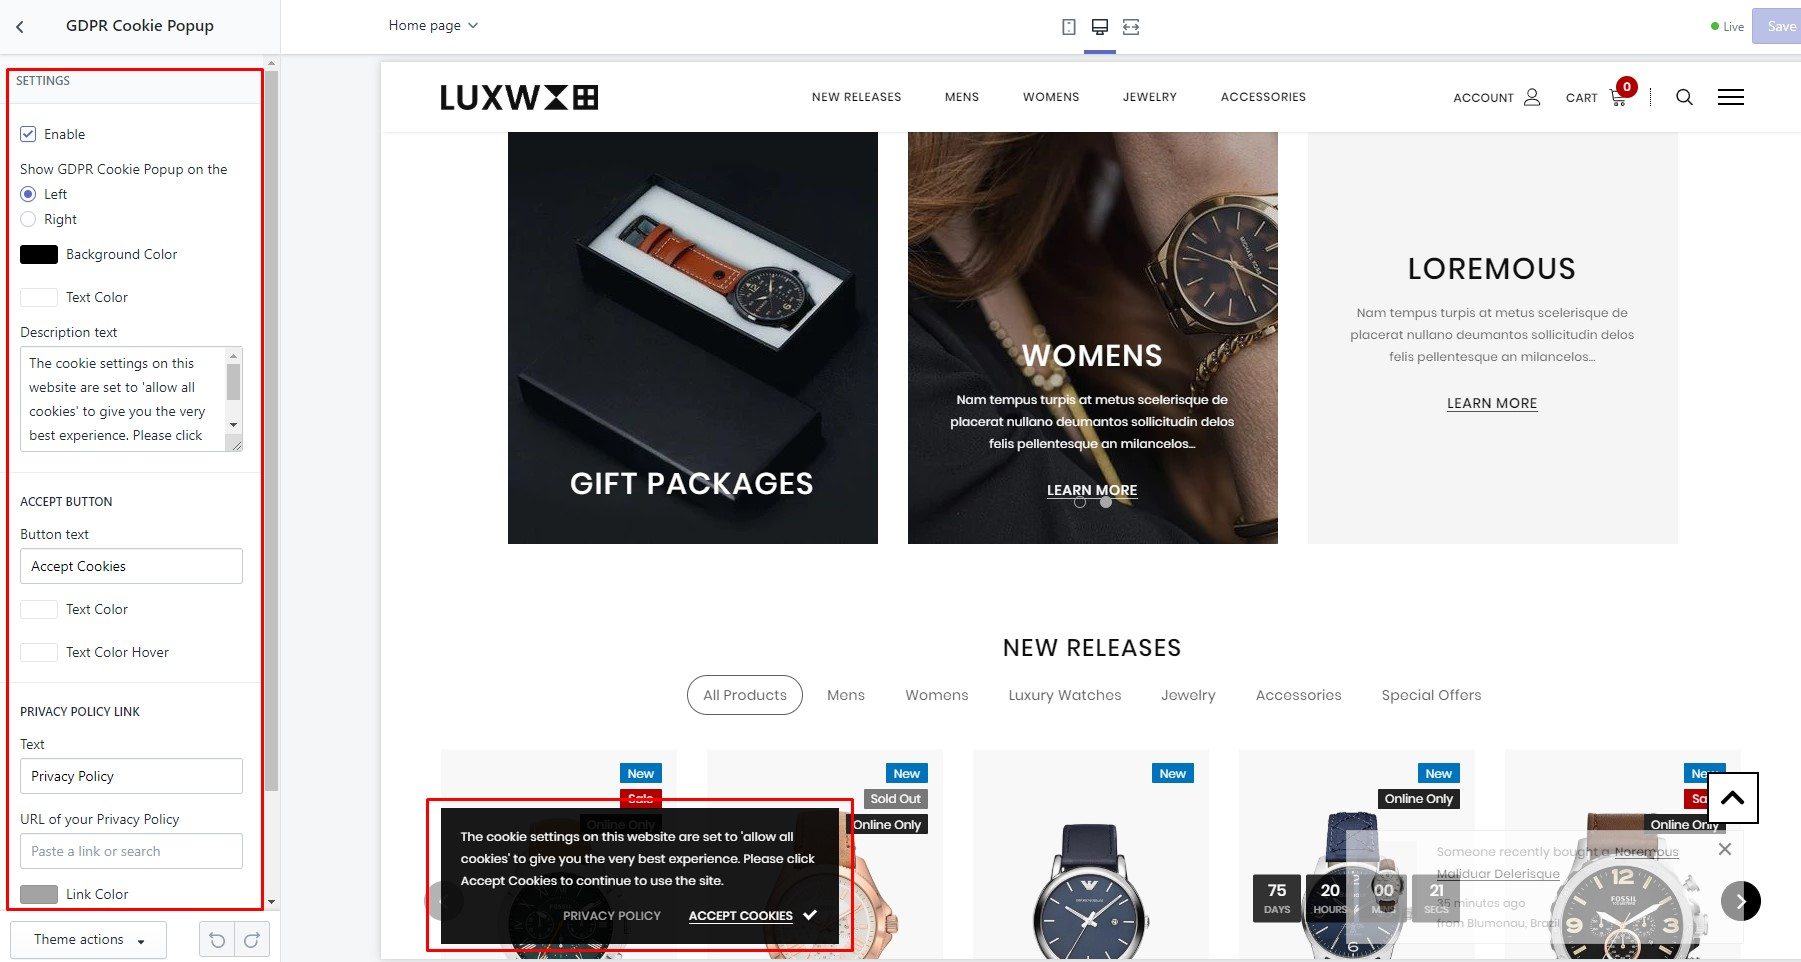 GDPR Cookie Popup
Home page
Live
Save
SETTINGS
Enable
Show GDPR Cookie Popup on the
Left
Right
Background Color
Text Color
Description text
The cookie settings on this
website are set to 'allow all
cookies' to give you the very
best experience. Please click
ACCEPT BUTTON
Button text
Accept Cookies
Text Color
Text Color Hover
PRIVACY POLICY LINK
Text
Privacy Policy
URL of your Privacy Policy
Paste a link or search
Link Color
Theme actions
LUXW
NEW RELEASES MENS WOMENS JEWELRY ACCESSORIES
ACCOUNT CART 0
GIFT PACKAGES
WOMENS
Nam tempus turpis at metus scelerisque de
placerat nullano deumantos sollicitudin delos
felis pellentesque an milancelos...
LEARN MORE
LOREMOUS
Nam tempus turpis at metus scelerisque de
placerat nullano deumantos sollicitudin delos
felis pellentesque an milancelos...
LEARN MORE
NEW RELEASES
All Products Mens Womens Luxury Watches Jewelry Accessories Special Offers
New
Sale
Online Only
New
Sold Out
Online Only
New
New
Online Only
75 20 00 21
DAYS HOURS MINS SECS
Online Only
FOSSIL
12
9 3
The cookie settings on this website are set to 'allow all
cookies' to give you the very best experience. Please click
Accept Cookies to continue to use the site.
PRIVACY POLICY ACCEPT COOKIES
Someone recently bought a Norempus
Maliduar Delerisque
35 minutes ago
from Blumenau, Brazil